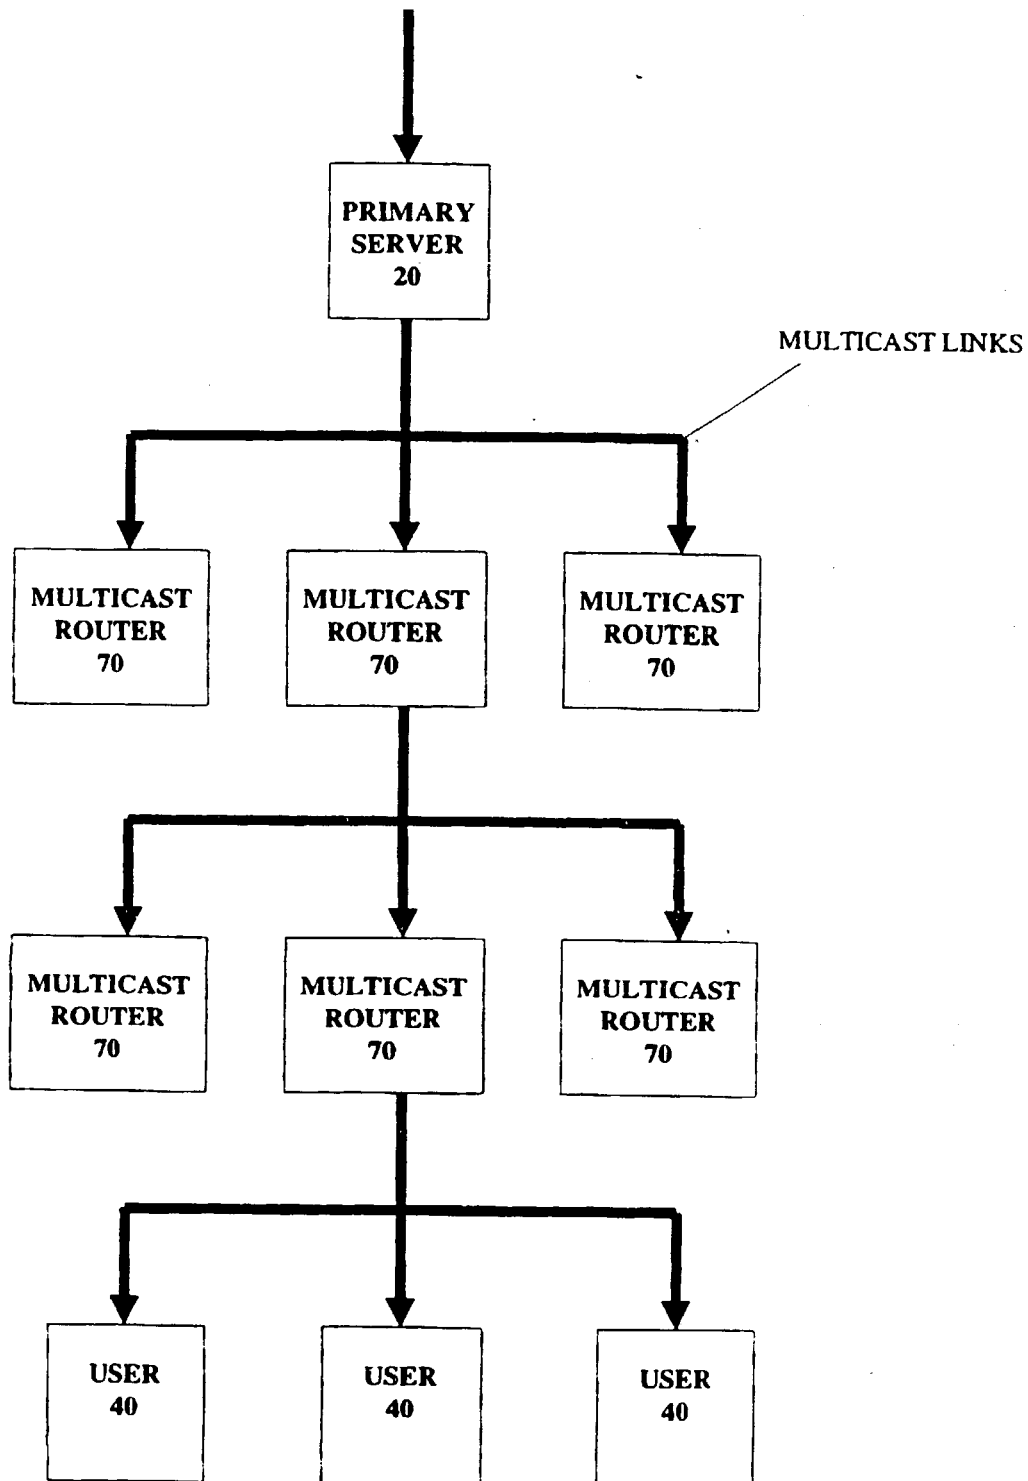 PRIMARY
SERVER
20
MULTICAST LINKS
MULTICAST
ROUTER
70
MULTICAST
ROUTER
70
MULTICAST
ROUTER
70
MULTICAST
ROUTER
70
MULTICAST
ROUTER
70
MULTICAST
ROUTER
70
USER
40
USER
40
USER
40